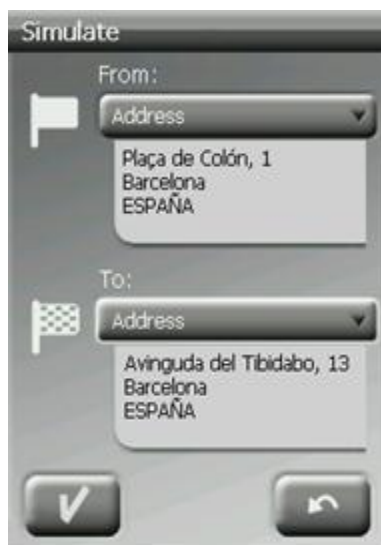 Simulate
From:
Address
Plaça de Colón, 1
Barcelona
ESPAÑA
To:
Address
Avinguda del Tibidabo, 13
Barcelona
ESPAÑA